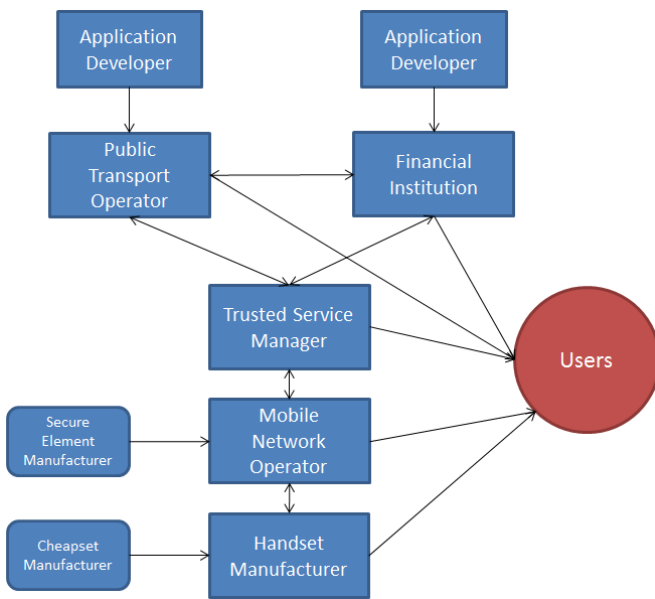 Application
Developer
Application
Developer
Public
Transport
Operator
Financial
Institution
Trusted Service
Manager
Users
Secure
Element
Manufacturer
Mobile
Network
Operator
Cheapset
Manufacturer
Handset
Manufacturer